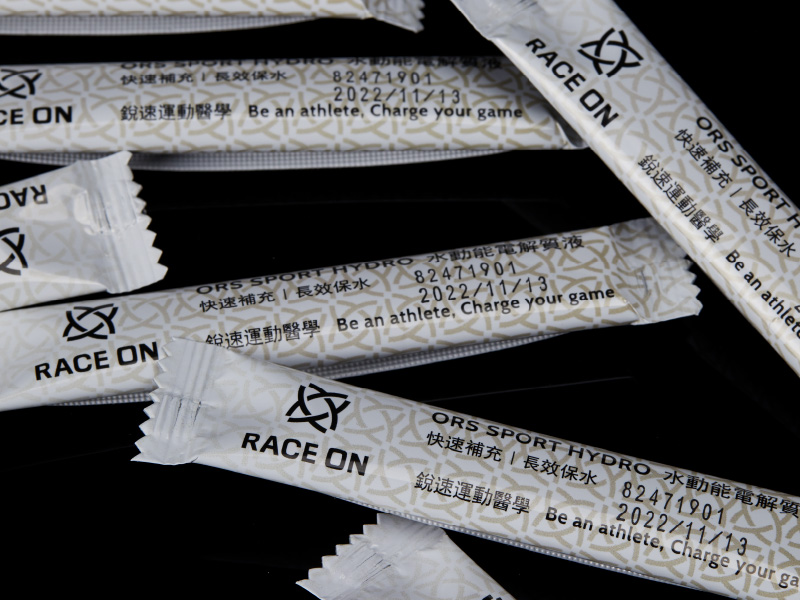 ORS SPORT HYDRO 水動能電解質液
快速補充 | 長效保水 82471901
2022/11/13
CE ON 銳速運動醫學 Be an athlete, Charge your game
RACE ON
ORS SPORT H
快速補充 | 長效保水
銳速運動醫學 Be an athlete
RAC
ORS SPORT HYDRO 水動能電解質液
快速補充 | 長效保水 82471901
2022/11/13
RACE ON 銳速運動醫學 Be an athlete, Charge your game
RACE ON
ORS SPORT HYDRO 水動能電解質
快速補充 | 長效保水 82471901
2022/11/13
銳速運動醫學 Be an athlete, Charge your ga
RACE